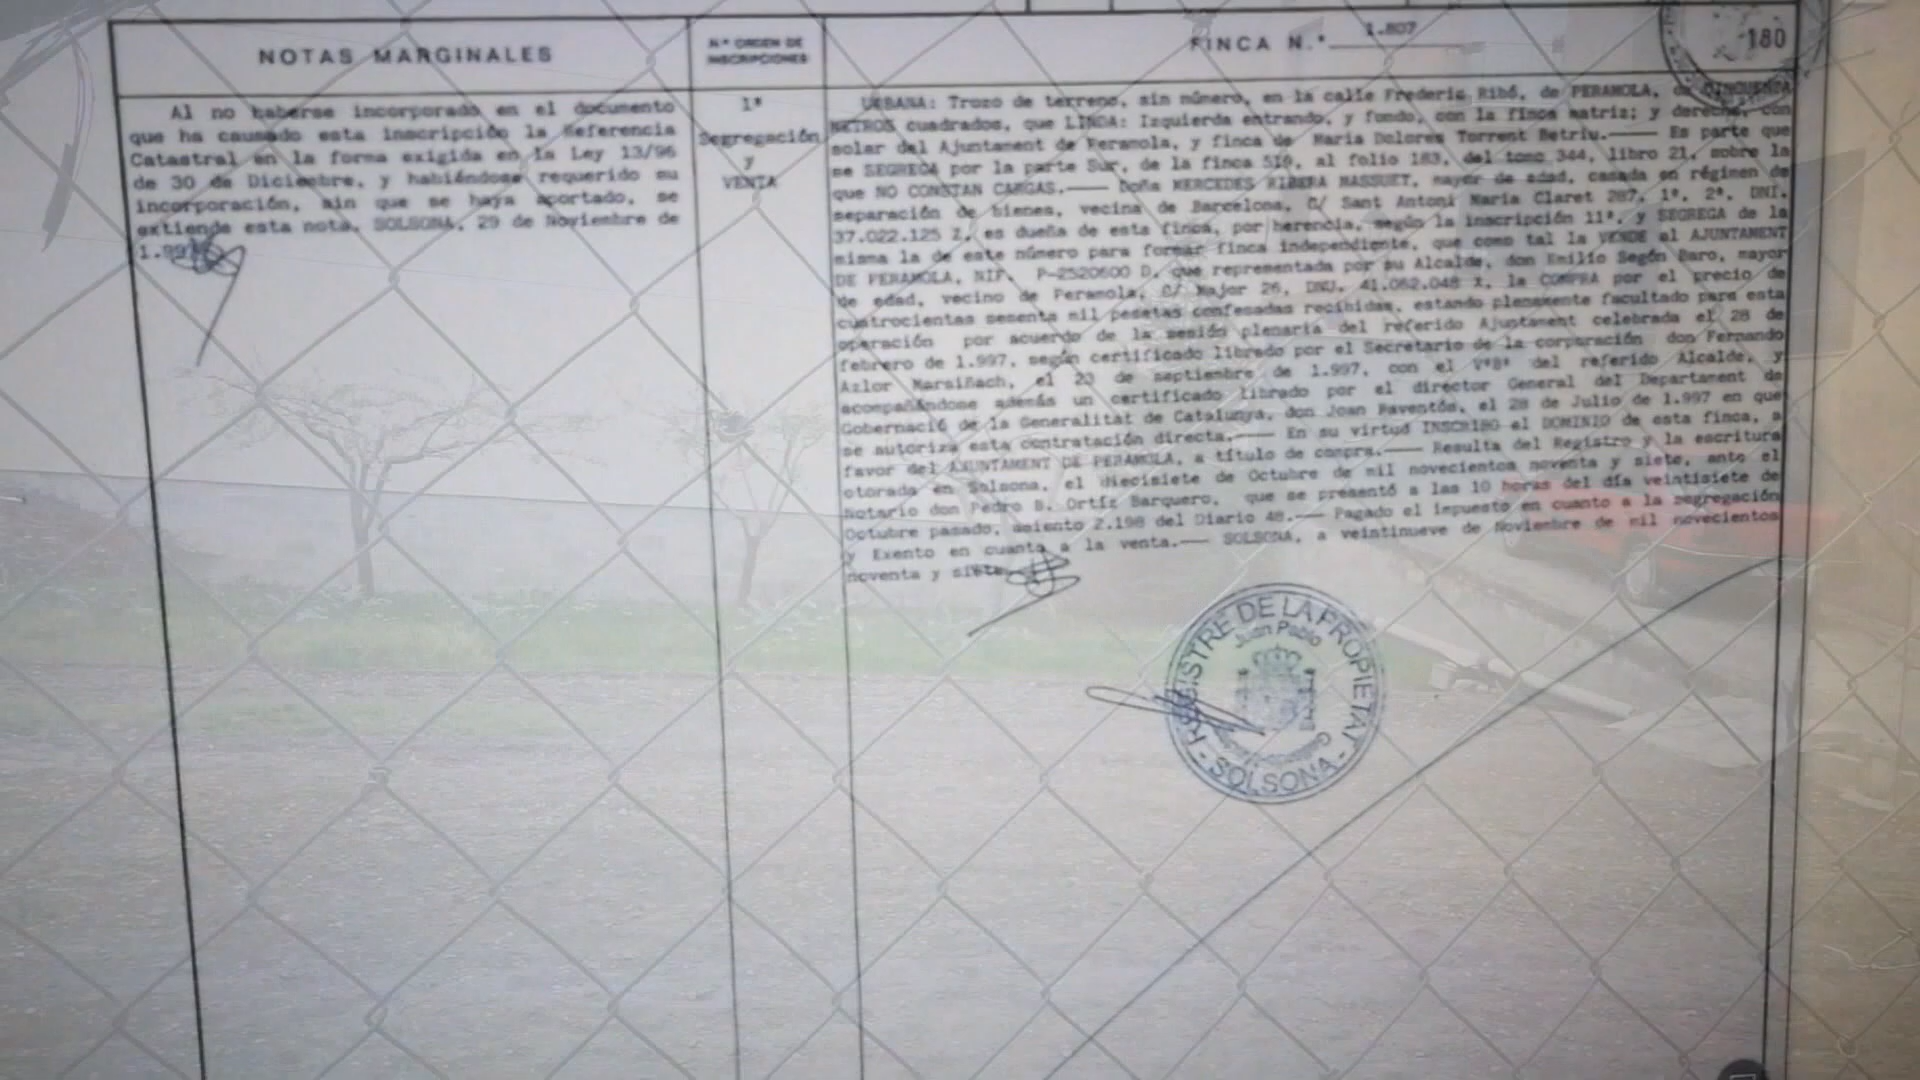 NOTAS MARGINALES
N.º ORDEN DE
INSCRIPCIONES
FINCA N.º 1.807
180
Al no haberse incorporado en el documento
que ha causado esta inscripción la Referencia
Catastral en la forma exigida en la Ley 13/96
de 30 de Diciembre, y habiéndose requerido su
incorporación, sin que se haya aportado, se
extiende esta nota. SOLSONA, 29 de Noviembre de
1.997
1ª
Segregación
y
VENTA
URBANA: Trozo de terreno, sin número, en la calle Frederic Ribó, de PERAMOLA, de CINQUENTA
METROS cuadrados, que LINDA: Izquierda entrando, y fondo, con la finca matriz; y derecha, con
solar del Ajuntament de Peramola, y finca de Maria Dolores Torrent Betriu.—— Es parte que
se SEGREGA por la parte Sur, de la finca 510, al folio 183, del tomo 344, libro 21, sobre la
que NO CONSTAN CARGAS.—— Doña MERCEDES RIBERA MASSUET, mayor de edad, casada en régimen de
separación de bienes, vecina de Barcelona, C/ Sant Antoni Maria Claret 287, 1º, 2ª, DNI.
37.022.125 Z, es dueña de esta finca, por herencia, según la inscripción 11ª, y SEGREGA de la
misma la de este número para formar finca independiente, que como tal la VENDE al AJUNTAMENT
DE PERAMOLA, NIF. P-2520600 D, que representada por su Alcalde, don Emilio Segón Baro, mayor
de edad, vecino de Peramola, C/ Major 26, DNI. 41.062.048 X, la COMPRA por el precio de
cuatrocientas sesenta mil pesetas confesadas recibidas, estando plenamente facultado para esta
operación por acuerdo de la sesión plenaria del referido Ajuntament celebrada el 28 de
febrero de 1.997, según certificado librado por el Secretario de la corporación don Fernando
Azlor, el 23 de septiembre de 1.997, con el VºBº del referido Alcalde, y
acompañándose además un certificado librado por el director General del Departament de
Gobernació de la Generalitat de Catalunya, don Joan Raventós, el 28 de Julio de 1.997 en que
se autoriza esta contratación directa.—— En su virtud INSCRIBO el DOMINIO de esta finca, a
favor del AJUNTAMENT DE PERAMOLA, a título de compra.—— Resulta del Registro y la escritura
otorada en Solsona, el diecisiete de Octubre de mil novecientos noventa y siete, ante el
Notario don Pedro B. Ortíz Barquero, que se presentó a las 10 horas del día veintisiete de
Octubre pasado, asiento 2.198 del Diario 48.—— Pagado el impuesto en cuanto a la segregación
y Exento en cuanta a la venta.—— SOLSONA, a veintinueve de Noviembre de mil novecientos
noventa y siete
REGISTRE DE LA PROPIETAT - SOLSONA -
Juan Pablo